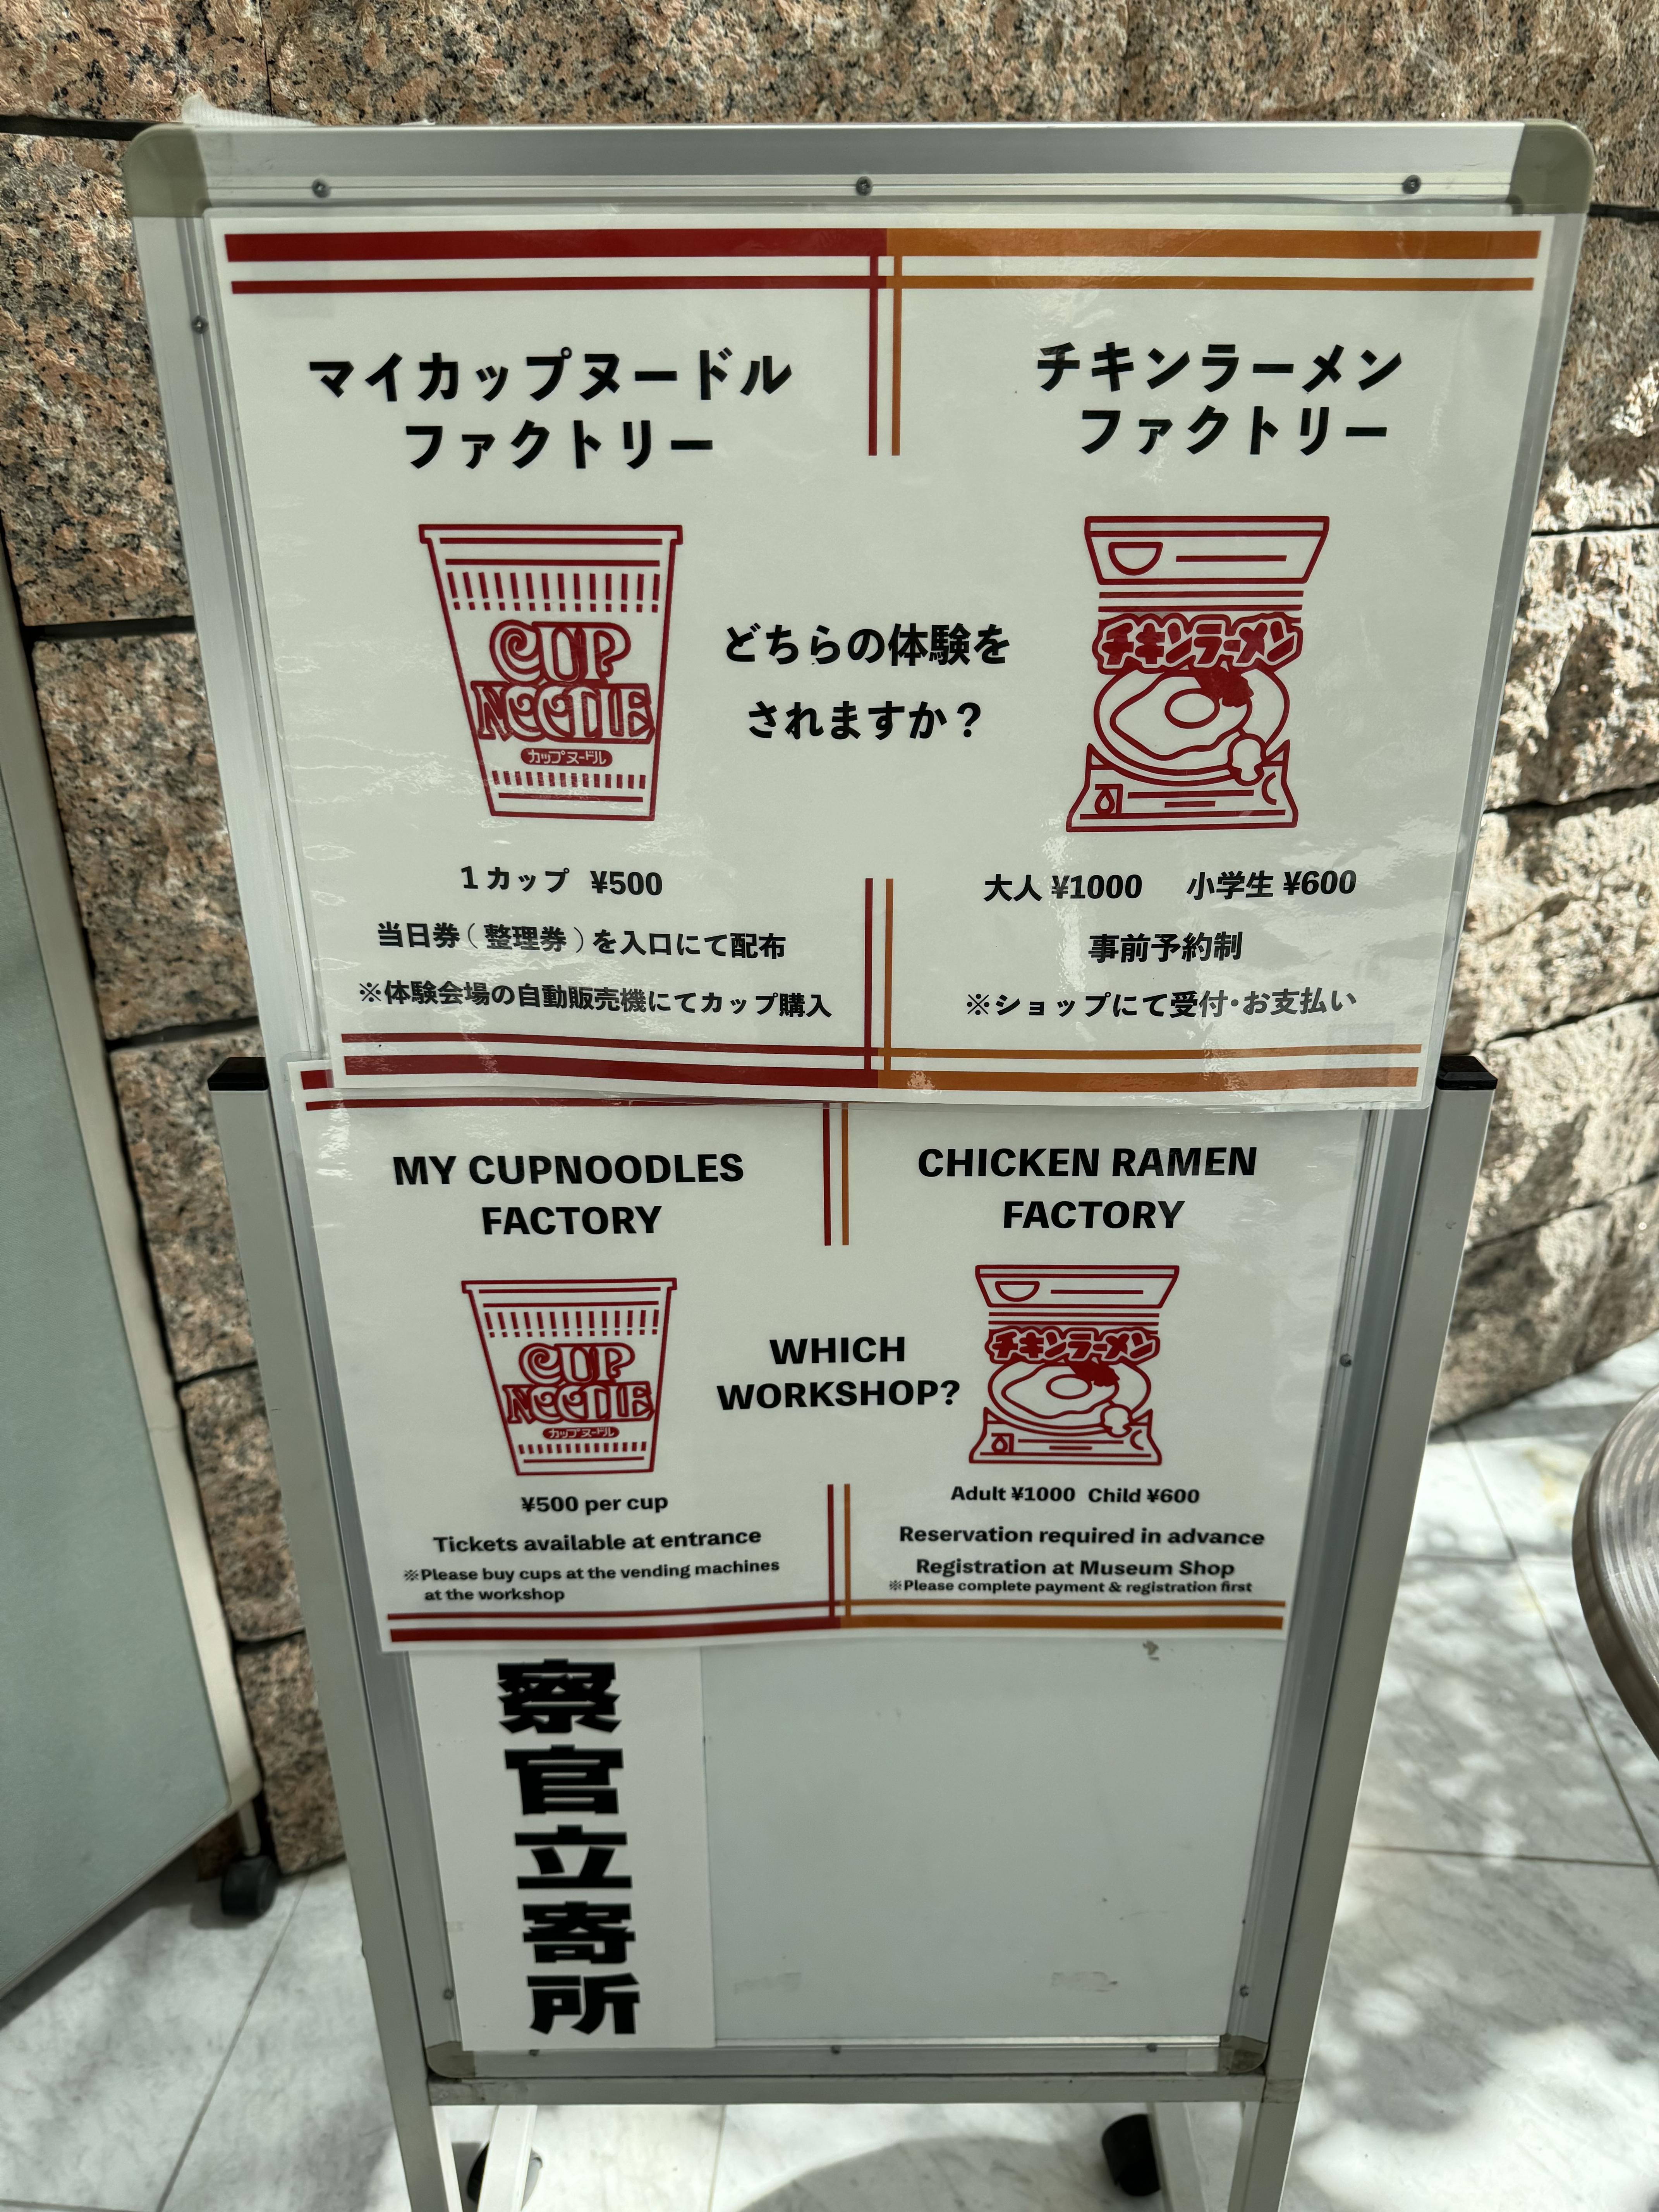 マイカップヌードル
ファクトリー
チキンラーメン
ファクトリー
CUP
NOODLE
カップヌードル
どちらの体験を
されますか?
チキンラーメン
1カップ ¥500
当日券(整理券)を入口にて配布
※体験会場の自動販売機にてカップ購入
大人 ¥1000 小学生 ¥600
事前予約制
※ショップにて受付・お支払い
MY CUPNOODLES
FACTORY
CHICKEN RAMEN
FACTORY
CUP
NOODLE
カップヌードル
WHICH
WORKSHOP?
チキンラーメン
¥500 per cup
Tickets available at entrance
※Please buy cups at the vending machines
at the workshop
Adult ¥1000 Child ¥600
Reservation required in advance
Registration at Museum Shop
※Please complete payment & registration first
察官立寄所